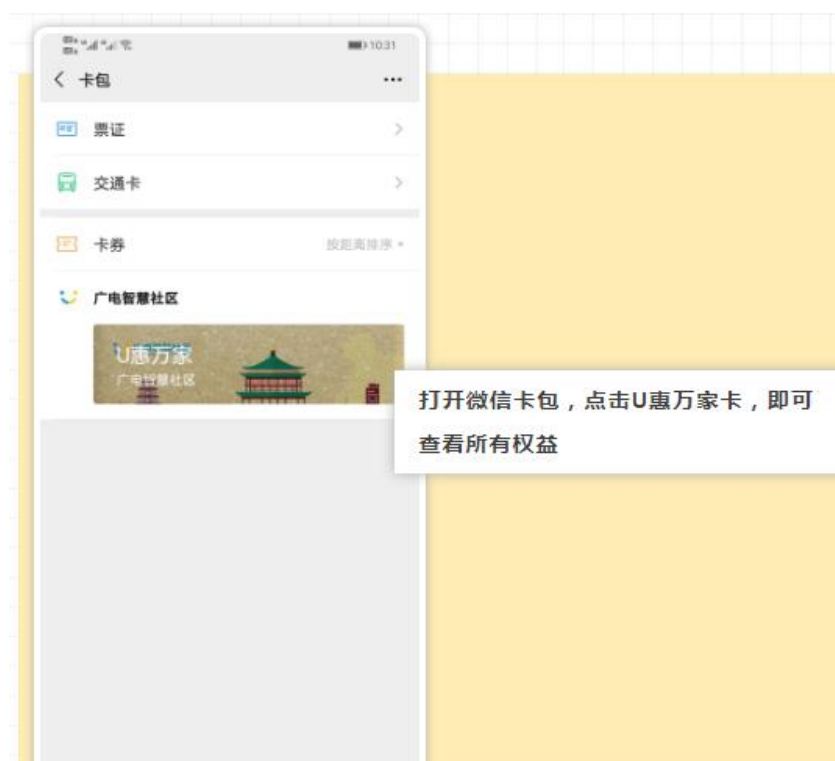 10:31
卡包
票证
交通卡
卡券
按距离排序
广电智慧社区
U惠万家
广电智慧社区
打开微信卡包，点击U惠万家卡，即可
查看所有权益